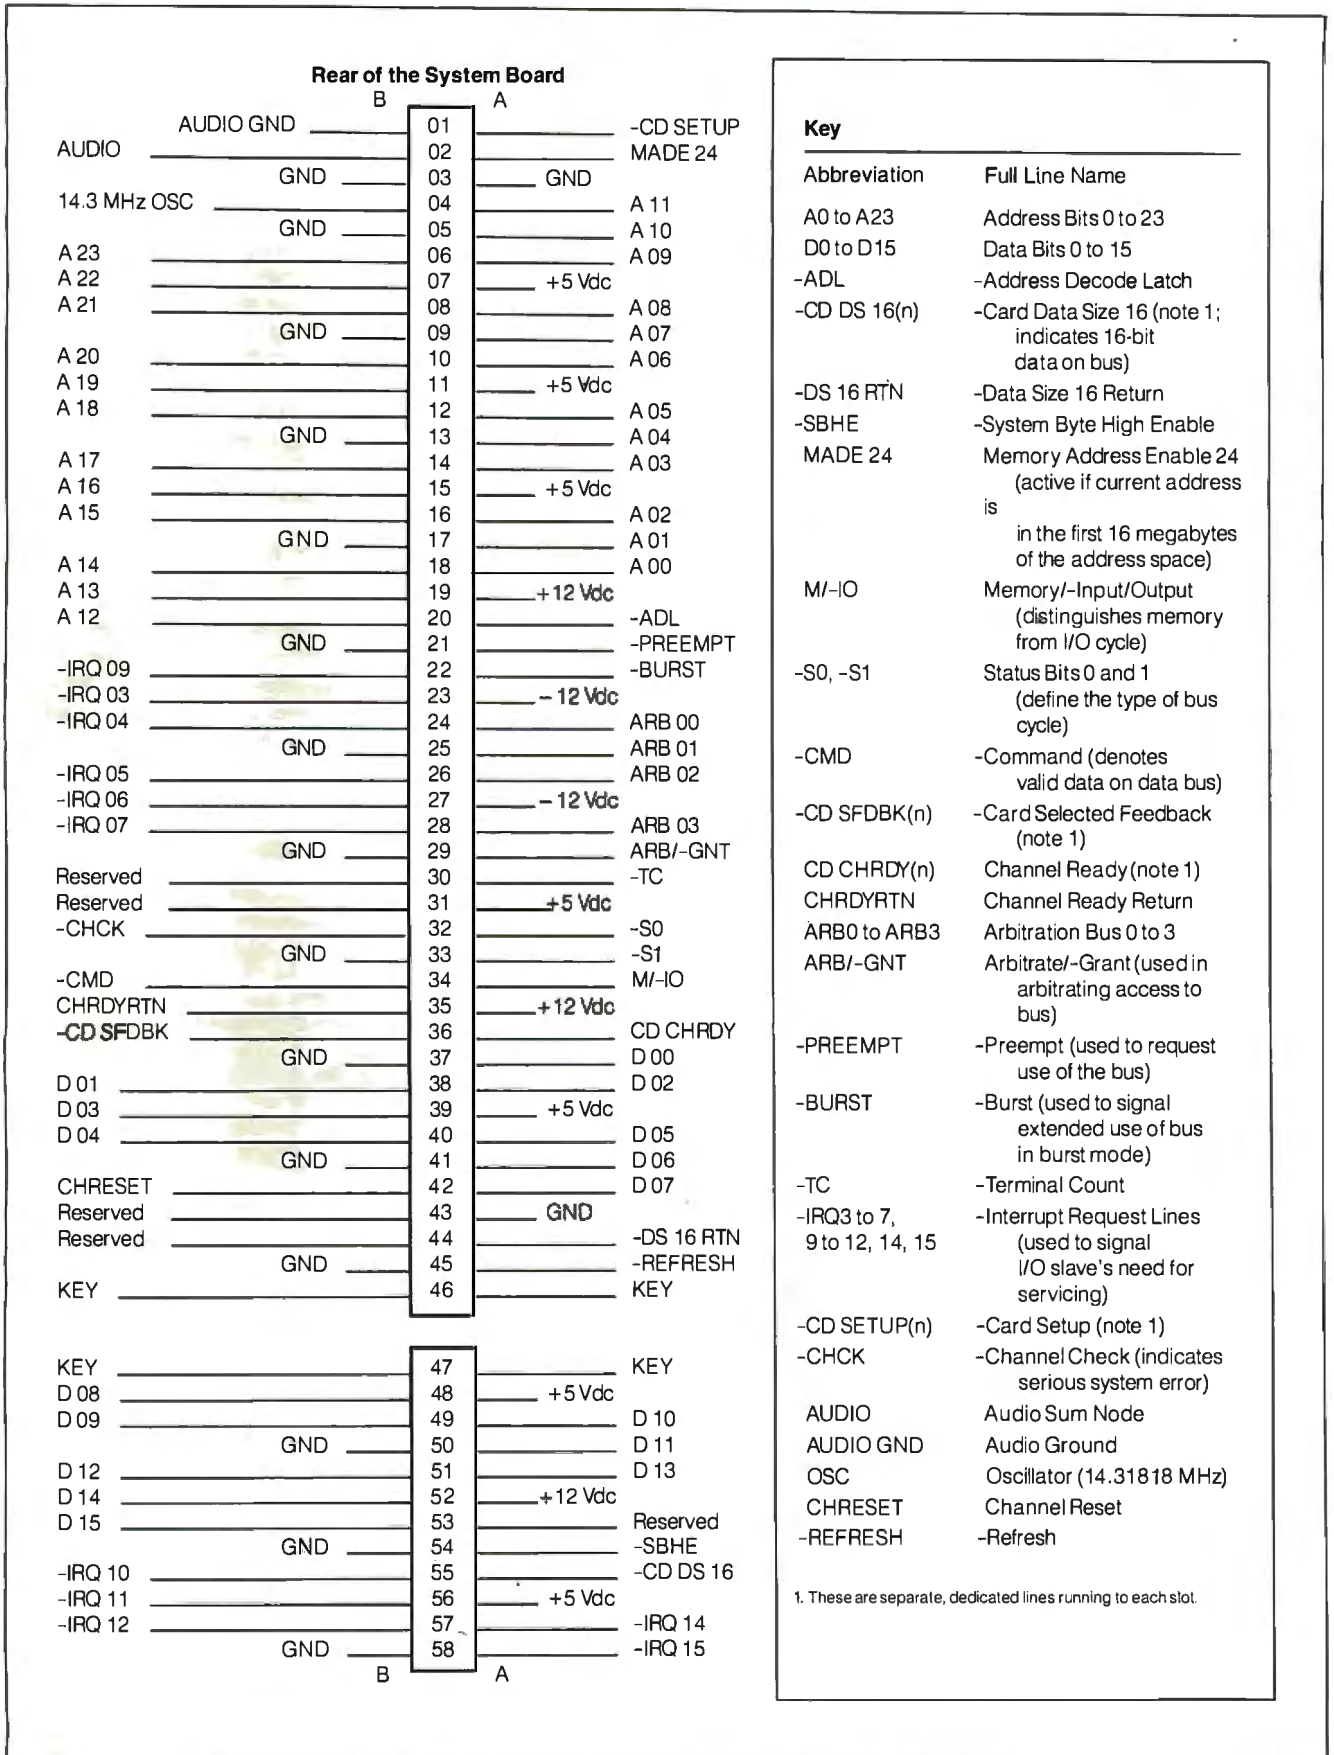 Rear of the System Board
B A
AUDIO GND 01 -CD SETUP
AUDIO 02 MADE 24
GND 03 GND
14.3 MHz OSC 04 A 11
GND 05 A 10
A 23 06 A 09
A 22 07 +5 Vdc
A 21 08 A 08
GND 09 A 07
A 20 10 A 06
A 19 11 +5 Vdc
A 18 12 A 05
GND 13 A 04
A 17 14 A 03
A 16 15 +5 Vdc
A 15 16 A 02
GND 17 A 01
A 14 18 A 00
A 13 19 +12 Vdc
A 12 20 -ADL
GND 21 -PREEMPT
-IRQ 09 22 -BURST
-IRQ 03 23 -12 Vdc
-IRQ 04 24 ARB 00
GND 25 ARB 01
-IRQ 05 26 ARB 02
-IRQ 06 27 -12 Vdc
-IRQ 07 28 ARB 03
GND 29 ARB/-GNT
Reserved 30 -TC
Reserved 31 +5 Vdc
-CHCK 32 -S0
GND 33 -S1
-CMD 34 M/-IO
CHRDYRTN 35 +12 Vdc
-CD SFDBK 36 CD CHRDY
GND 37 D 00
D 01 38 D 02
D 03 39 +5 Vdc
D 04 40 D 05
GND 41 D 06
CHRESET 42 D 07
Reserved 43 GND
Reserved 44 -DS 16 RTN
GND 45 -REFRESH
KEY 46 KEY
KEY 47 KEY
D 08 48 +5 Vdc
D 09 49 D 10
GND 50 D 11
D 12 51 D 13
D 14 52 +12 Vdc
D 15 53 Reserved
GND 54 -SBHE
-IRQ 10 55 -CD DS 16
-IRQ 11 56 +5 Vdc
-IRQ 12 57 -IRQ 14
GND 58 -IRQ 15
B A
Key
Abbreviation Full Line Name
A0 to A23 Address Bits 0 to 23
D0 to D15 Data Bits 0 to 15
-ADL -Address Decode Latch
-CD DS 16(n) -Card Data Size 16 (note 1;
indicates 16-bit
data on bus)
-DS 16 RTN -Data Size 16 Return
-SBHE -System Byte High Enable
MADE 24 Memory Address Enable 24
(active if current address
is
in the first 16 megabytes
of the address space)
M/-IO Memory/-Input/Output
(distinguishes memory
from I/O cycle)
-S0, -S1 Status Bits 0 and 1
(define the type of bus
cycle)
-CMD -Command (denotes
valid data on data bus)
-CD SFDBK(n) -Card Selected Feedback
(note 1)
CD CHRDY(n) Channel Ready (note 1)
CHRDYRTN Channel Ready Return
ARB0 to ARB3 Arbitration Bus 0 to 3
ARB/-GNT Arbitrate/-Grant (used in
arbitrating access to
bus)
-PREEMPT -Preempt (used to request
use of the bus)
-BURST -Burst (used to signal
extended use of bus
in burst mode)
-TC -Terminal Count
-IRQ3 to 7, -Interrupt Request Lines
9 to 12, 14, 15 (used to signal
I/O slave's need for
servicing)
-CD SETUP(n) -Card Setup (note 1)
-CHCK -Channel Check (indicates
serious system error)
AUDIO Audio Sum Node
AUDIO GND Audio Ground
OSC Oscillator (14.31818 MHz)
CHRESET Channel Reset
-REFRESH -Refresh
1. These are separate, dedicated lines running to each slot.